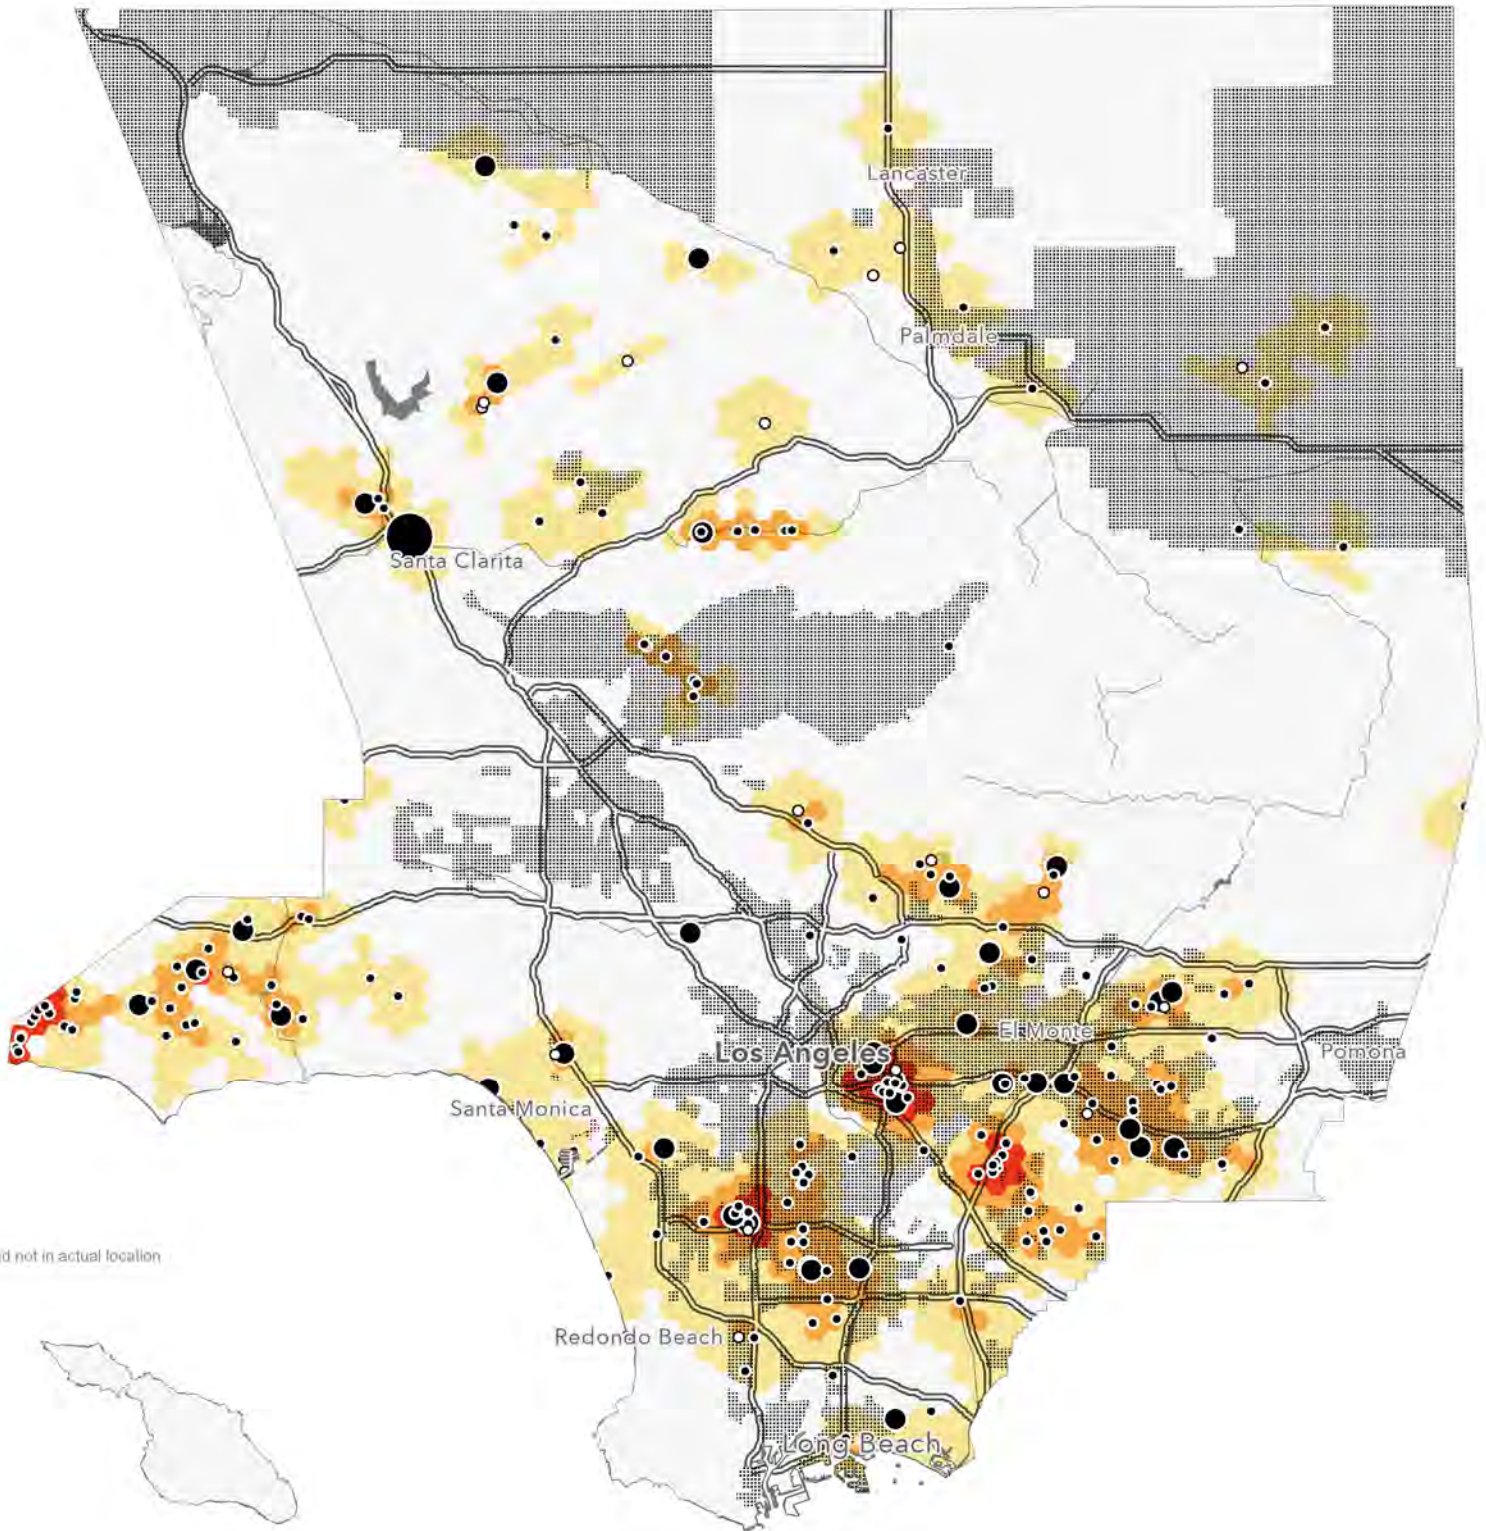 Lancaster
Palmdale
Santa Clarita
El Monte
Los Angeles
Pomona
Santa Monica
not in actual location
Redondo Beach
Long Beach